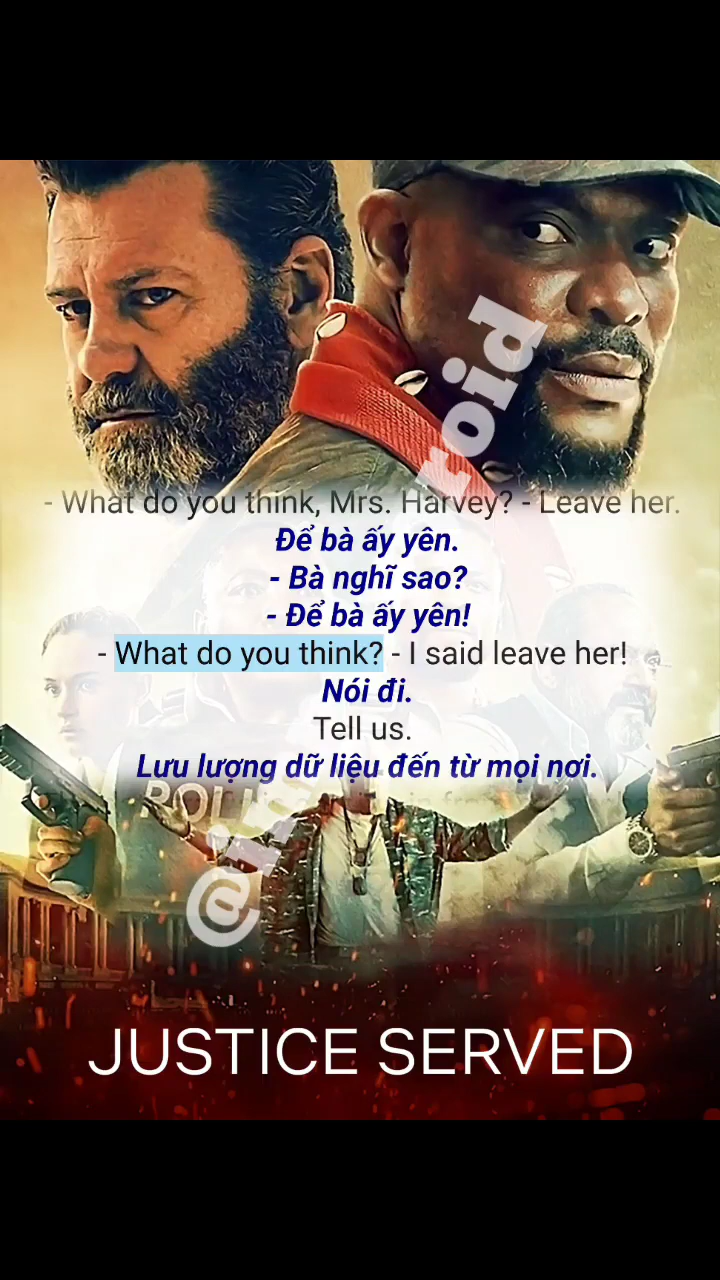 - What do you think, Mrs. Harvey? - Leave her.
Để bà ấy yên.
- Bà nghĩ sao?
- Để bà ấy yên!
- What do you think? - I said leave her!
Nói đi.
Tell us.
Lưu lượng dữ liệu đến từ mọi nơi.
JUSTICE SERVED